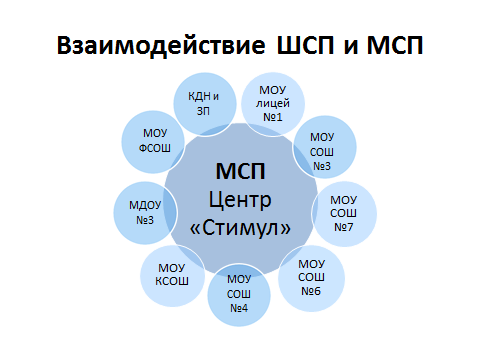 Взаимодействие ШСП и МСП
КДН и
ЗП
МОУ
лицей
№1
МОУ
СОШ
№3
МОУ
СОШ
№7
МОУ
СОШ
№6
МОУ
СОШ
№4
МОУ
КСОШ
МДОУ
№3
МОУ
ФСОШ
МСП
Центр
«Стимул»